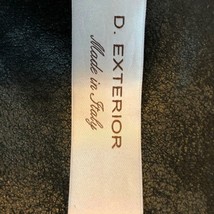 D. EXTERIOR
Made in Italy